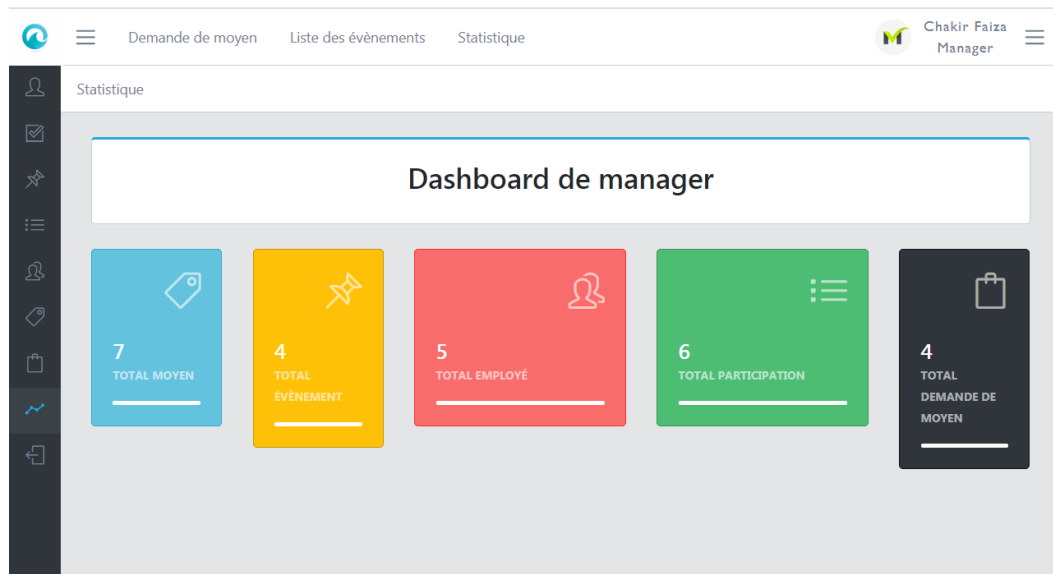 Demande de moyen Liste des évènements Statistique
Chakir Faiza
Manager
Statistique
Dashboard de manager
7
TOTAL MOYEN
4
TOTAL
ÉVÈNEMENT
5
TOTAL EMPLOYÉ
6
TOTAL PARTICIPATION
4
TOTAL
DEMANDE DE
MOYEN